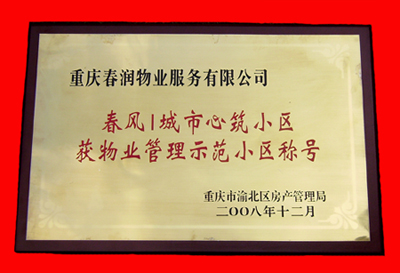 重庆春润物业服务有限公司
春风|城市心筑小区
获物业管理示范小区称号
重庆市渝北区房产管理局
二〇〇八年十二月